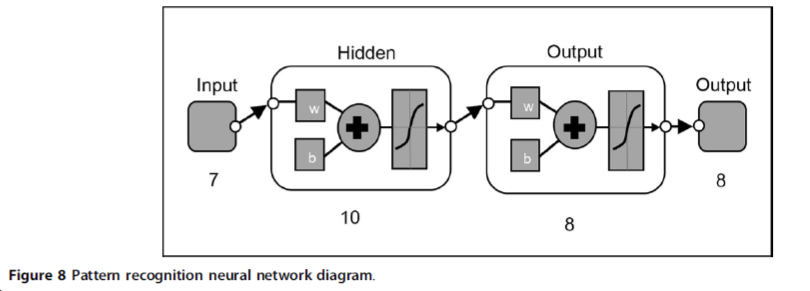 Hidden
Output
Input
Output
w
b
w
b
7
10
8
8
Figure 8 Pattern recognition neural network diagram.